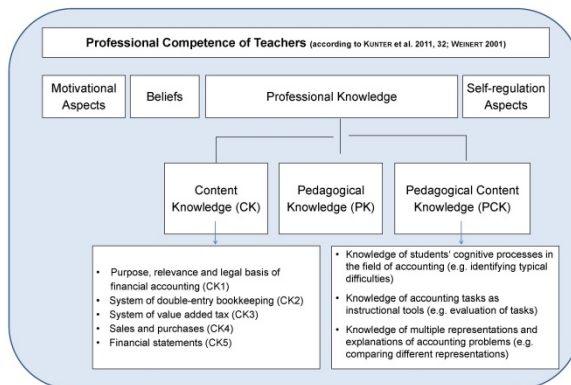 Professional Competence of Teachers (according to KUNTER et al. 2011, 32; WEINERT 2001)
Motivational
Aspects
Beliefs
Professional Knowledge
Self-regulation
Aspects
Content
Knowledge (CK)
Pedagogical
Knowledge (PK)
Pedagogical Content
Knowledge (PCK)
• Purpose, relevance and legal basis of
financial accounting (CK1)
• System of double-entry bookkeeping (CK2)
• System of value added tax (CK3)
• Sales and purchases (CK4)
• Financial statements (CK5)
• Knowledge of students' cognitive processes in
the field of accounting (e.g. identifying typical
difficulties)
• Knowledge of accounting tasks as
instructional tools (e.g. evaluation of tasks)
• Knowledge of multiple representations and
explanations of accounting problems (e.g.
comparing different representations)